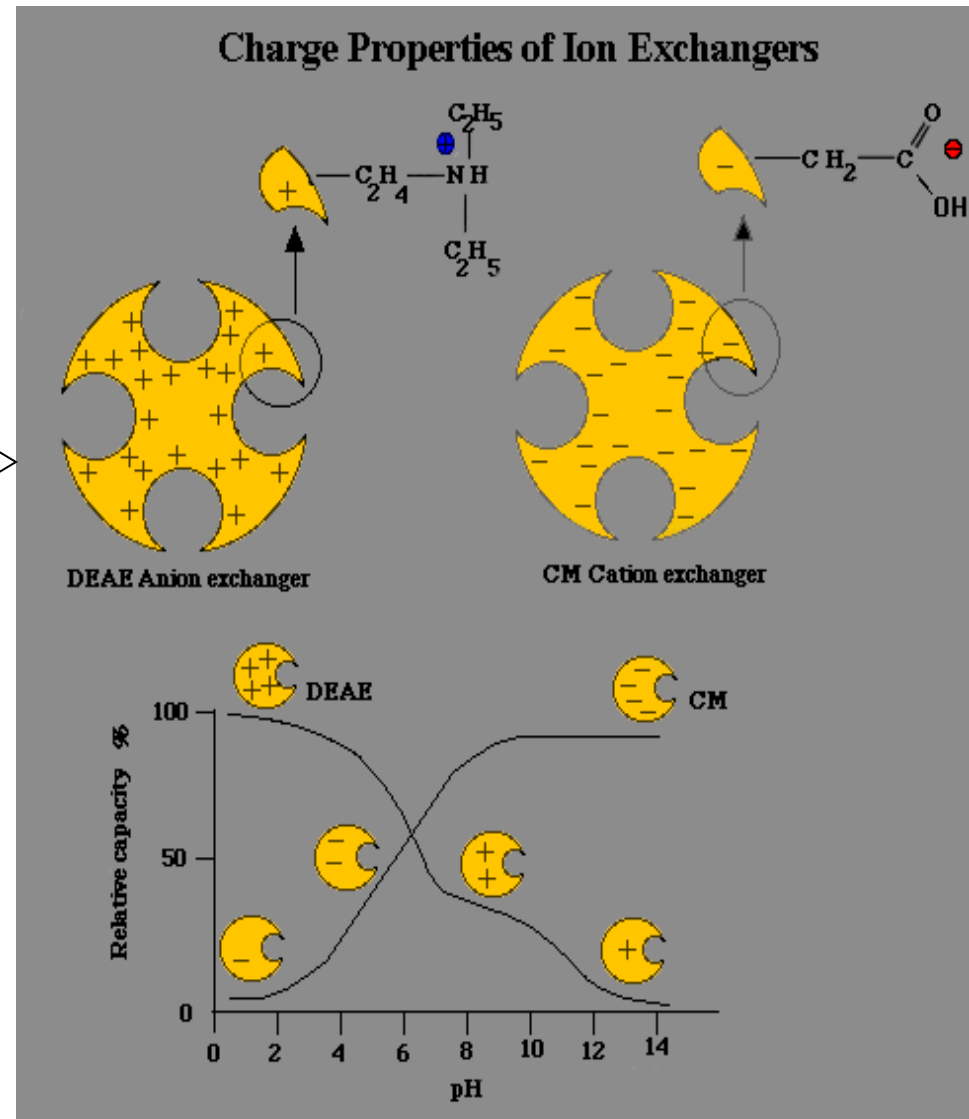 Charge Properties of Ion Exchangers
C2H5
C2H4 NH
C2H5
CH2 C
O
OH
DEAE Anion exchanger
CM Cation exchanger
DEAE
CM
Relative capacity %
100
50
0
0 2 4 6 8 10 12 14
pH